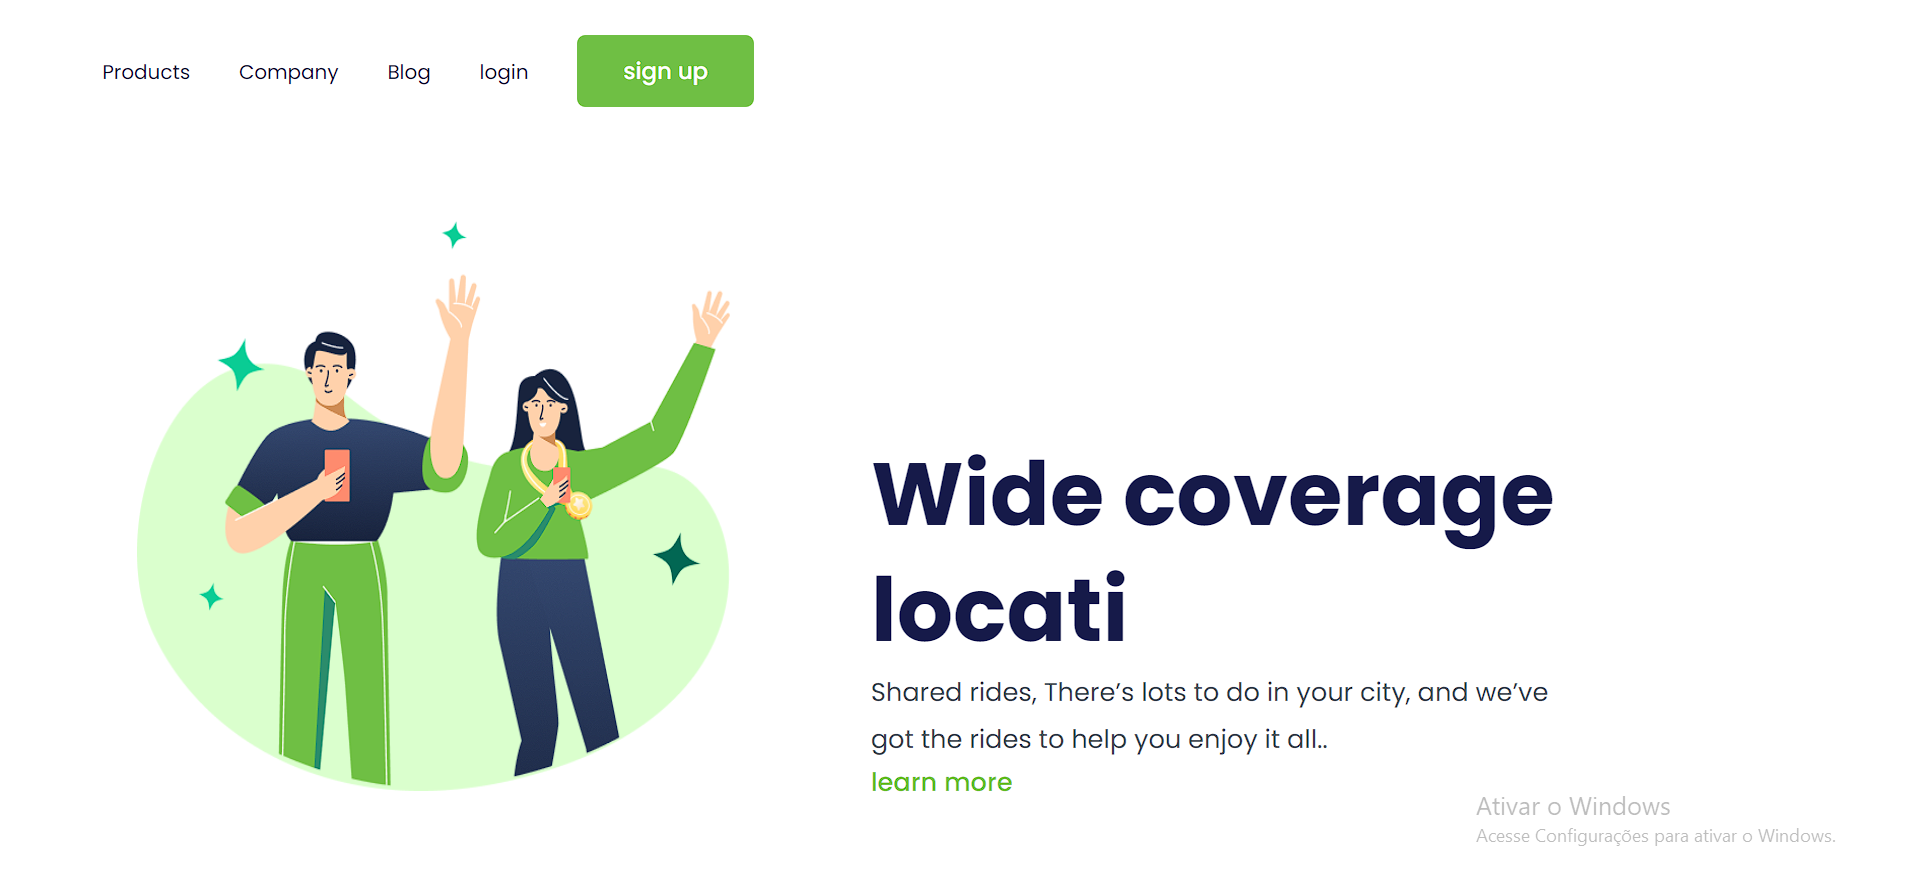 Products Company Blog login sign up
Wide coverage
locati
Shared rides, There’s lots to do in your city, and we’ve
got the rides to help you enjoy it all..
learn more
Ativar o Windows
Acesse Configurações para ativar o Windows.